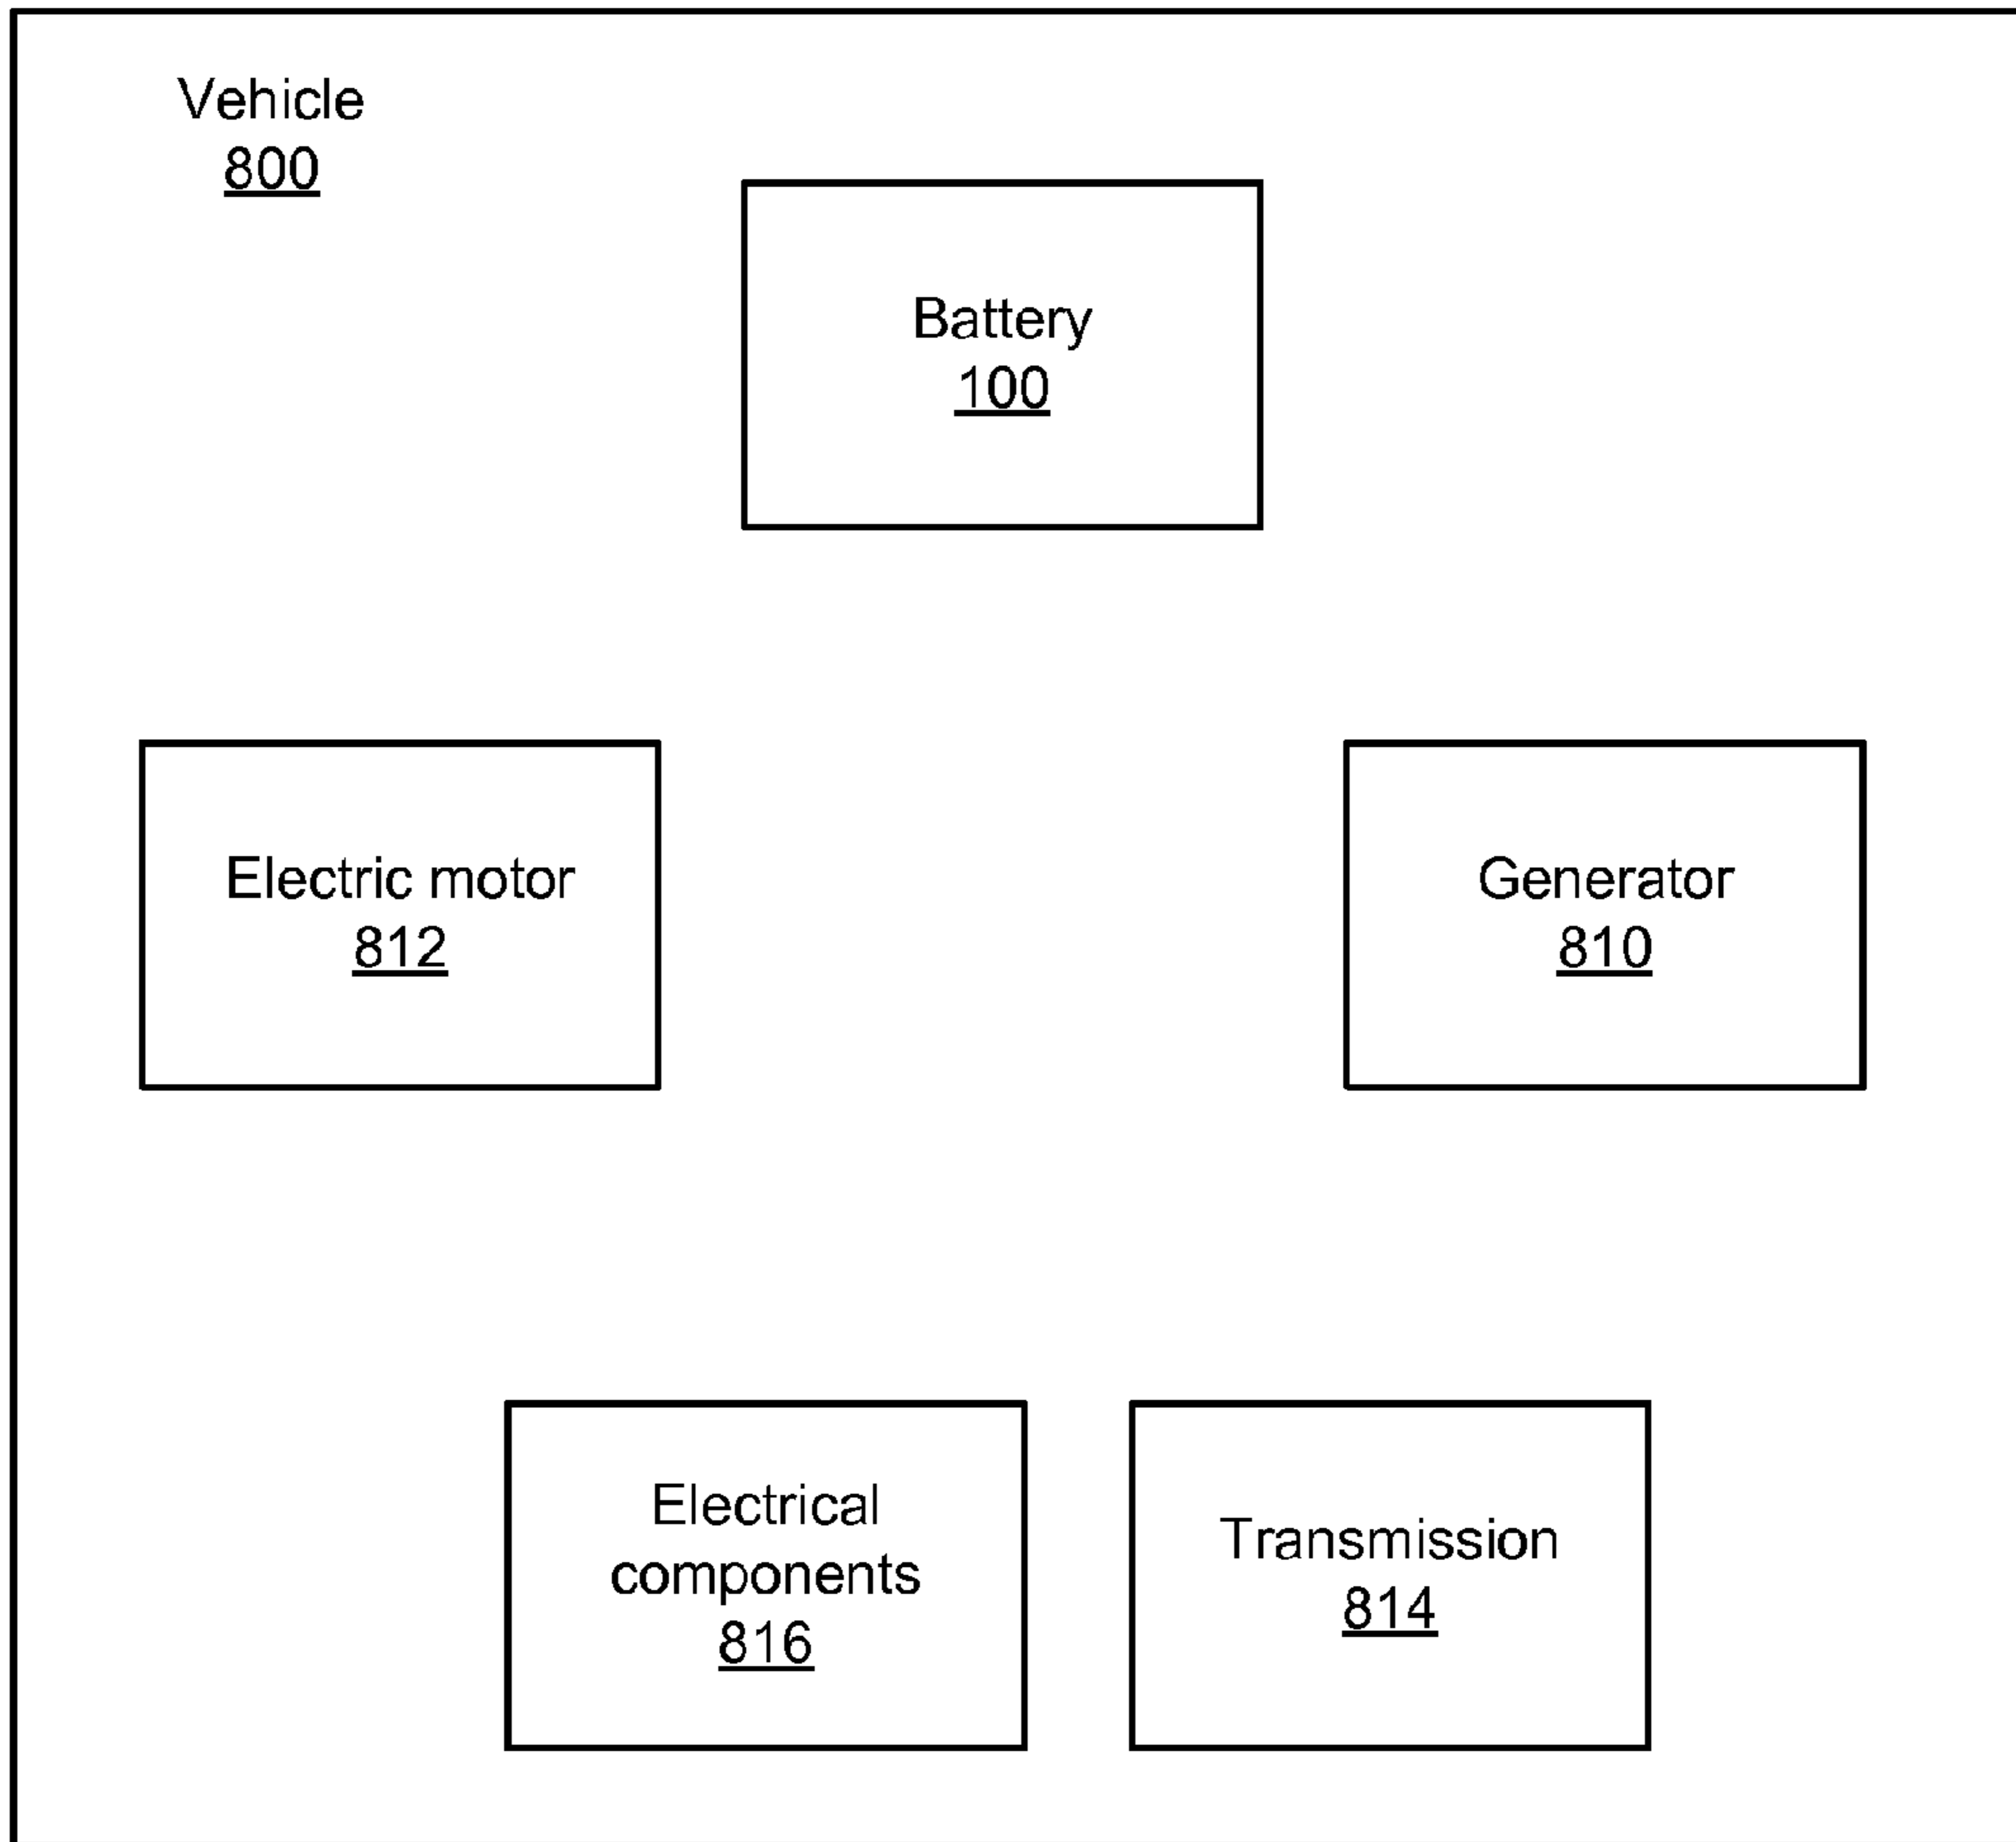 Vehicle
800
Battery
100
Electric motor
812
Generator
810
Electrical
components
816
Transmission
814